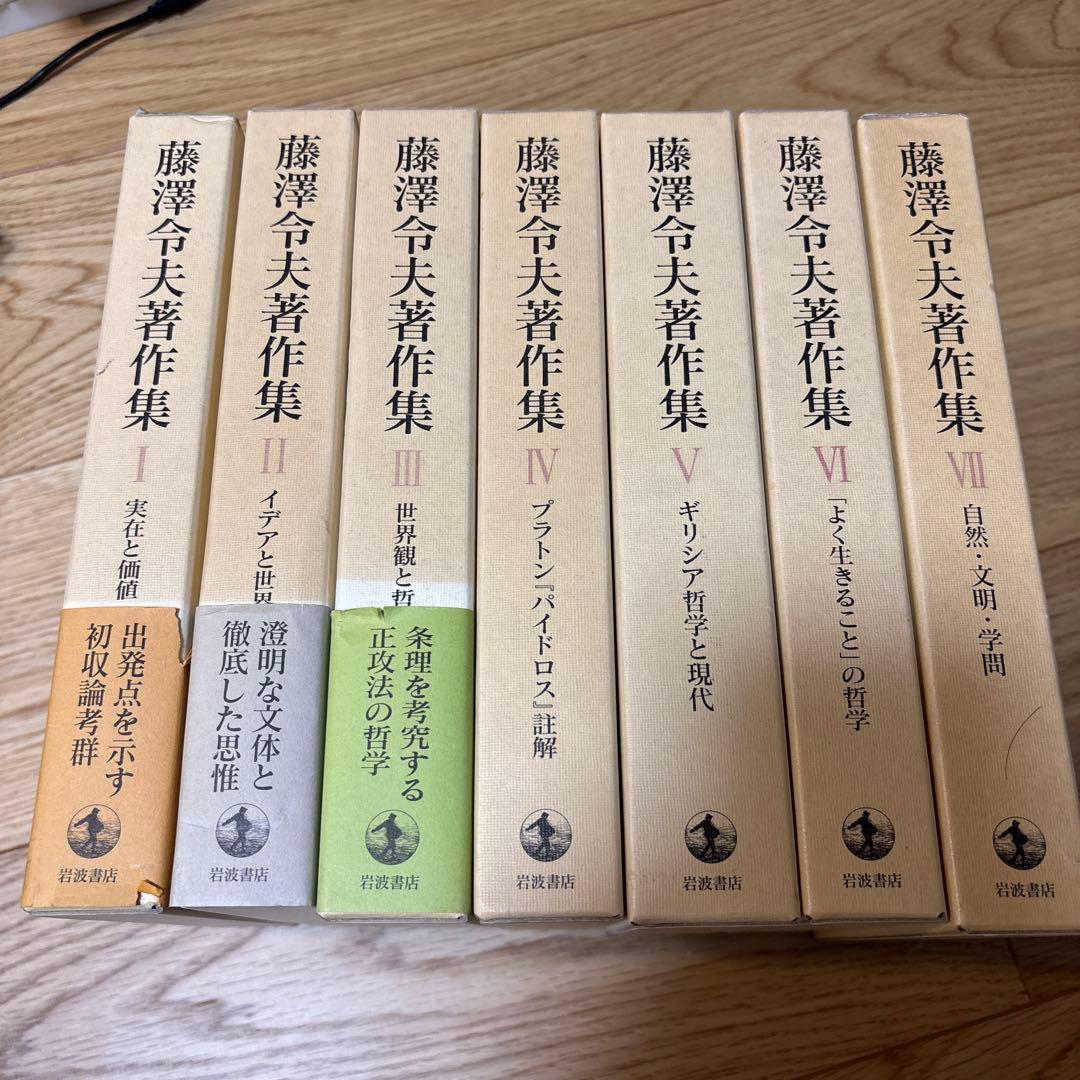 藤澤令夫著作集
I
実在と価値
出発点を示す
初収論考群
岩波書店
藤澤令夫著作集
II
イデアと世界
澄明な文体と
徹底した思惟
岩波書店
藤澤令夫著作集
III
世界観と哲
条理を考究する
正攻法の哲学
岩波書店
藤澤令夫著作集
IV
プラトン『パイドロス』註解
岩波書店
藤澤令夫著作集
V
ギリシア哲学と現代
岩波書店
藤澤令夫著作集
VI
「よく生きること」の哲学
岩波書店
藤澤令夫著作集
VII
自然・文明・学問
岩波書店